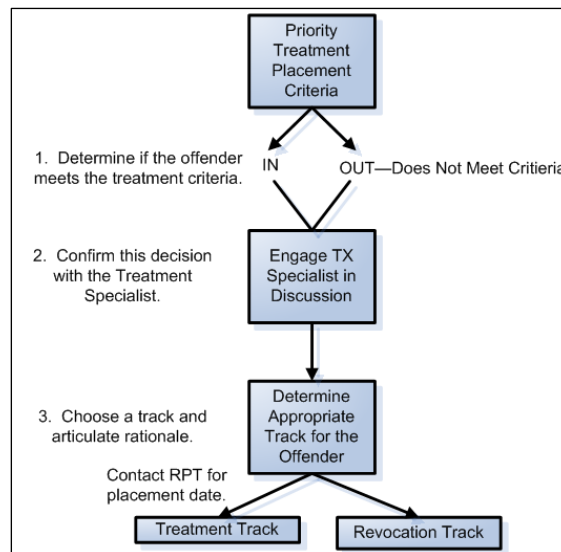 Priority
Treatment
Placement
Criteria
1. Determine if the offender
meets the treatment criteria.
IN
OUT—Does Not Meet Critieria
2. Confirm this decision
with the Treatment
Specialist.
Engage TX
Specialist in
Discussion
3. Choose a track and
articulate rationale.
Determine
Appropriate
Track for the
Offender
Contact RPT for
placement date.
Treatment Track
Revocation Track